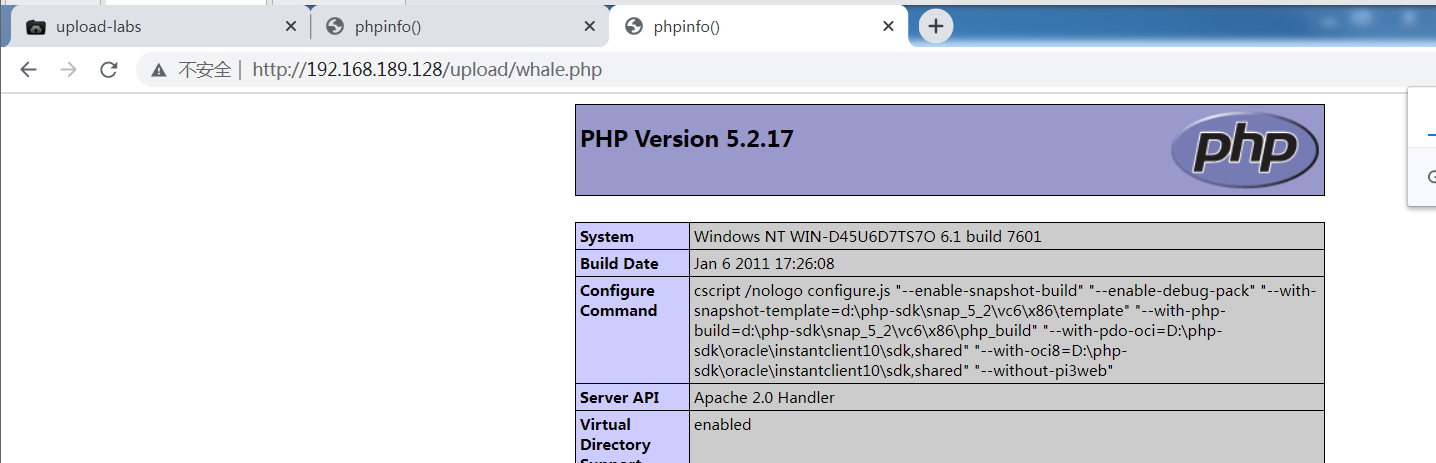 upload-labs
phpinfo()
phpinfo()
不安全 | http://192.168.189.128/upload/whale.php
PHP Version 5.2.17
php
System
Windows NT WIN-D45U6D7TS7O 6.1 build 7601
Build Date
Jan 6 2011 17:26:08
Configure
Command
cscript /nologo configure.js "--enable-snapshot-build" "--enable-debug-pack" "--with-
snapshot-template=d:\php-sdk\snap_5_2\vc6\x86\template" "--with-php-
build=d:\php-sdk\snap_5_2\vc6\x86\php_build" "--with-pdo-oci=D:\php-
sdk\oracle\instantclient10\sdk,shared" "--with-oci8=D:\php-
sdk\oracle\instantclient10\sdk,shared" "--without-pi3web"
Server API
Apache 2.0 Handler
Virtual
Directory
Support
enabled
G